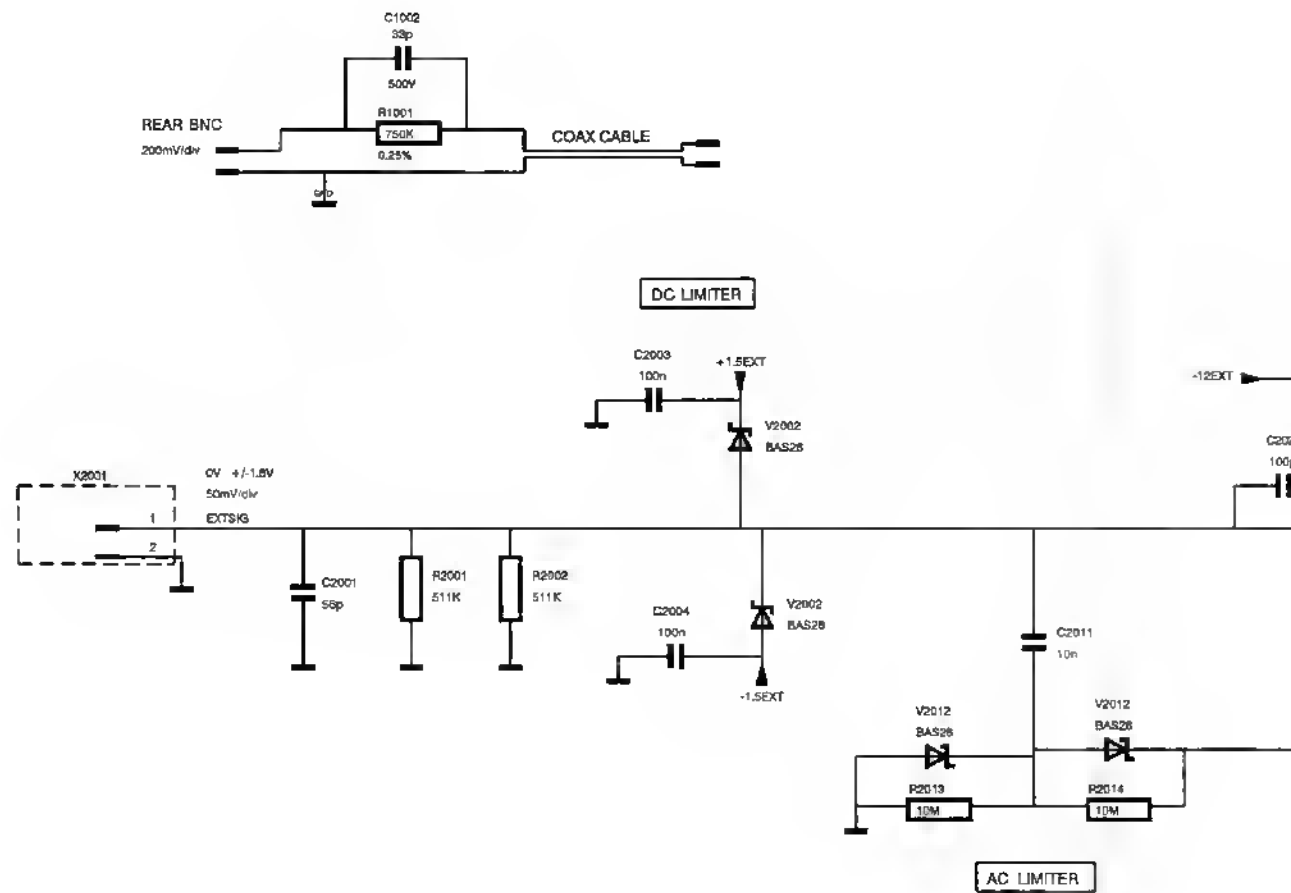 C1002
33p
500V
R1001
750K
0.25%
REAR BNC
200mV/div
COAX CABLE
GND
DC LIMITER
C2003
100n
+1.5EXT
V2002
BAS28
-12EXT
100p
X2001
0V +/-1.8V
50mV/div
EXTSIG
1
2
C2001
56p
R2001
511K
R2002
511K
C2004
100n
V2002
BAS28
-1.5EXT
C2011
10n
V2012
BAS28
V2012
BAS28
R2013
10M
R2014
10M
AC LIMITER